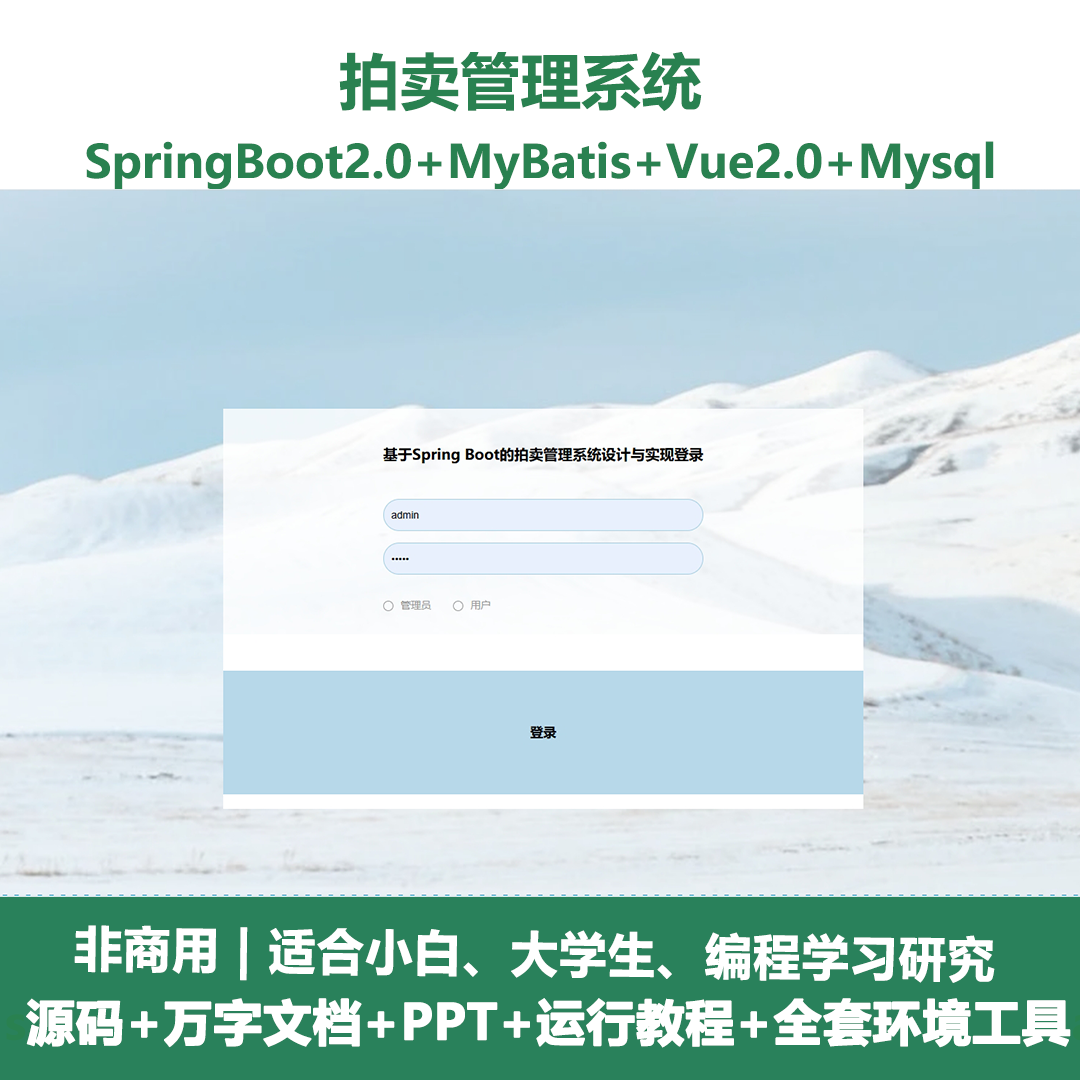 拍卖管理系统
SpringBoot2.0+MyBatis+Vue2.0+Mysql
基于Spring Boot的拍卖管理系统设计与实现登录
admin
•••••
管理员 用户
登录
非商用｜适合小白、大学生、编程学习研究
源码+万字文档+PPT+运行教程+全套环境工具